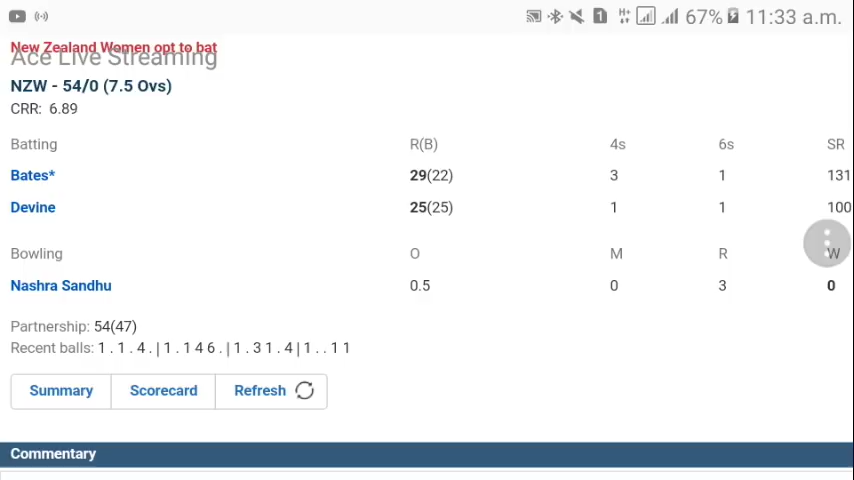 1 H+ 67% 11:33 a.m.
New Zealand Women opt to bat
Ace Live Streaming
NZW - 54/0 (7.5 Ovs)
CRR: 6.89
Batting R(B) 4s 6s SR
Bates* 29(22) 3 1 131
Devine 25(25) 1 1 100
Bowling O M R W
Nashra Sandhu 0.5 0 3 0
Partnership: 54(47)
Recent balls: 1 . 1 . 4 . | 1 . 1 4 6 . | 1 . 3 1 . 4 | 1 . . 1 1
Summary Scorecard Refresh
Commentary